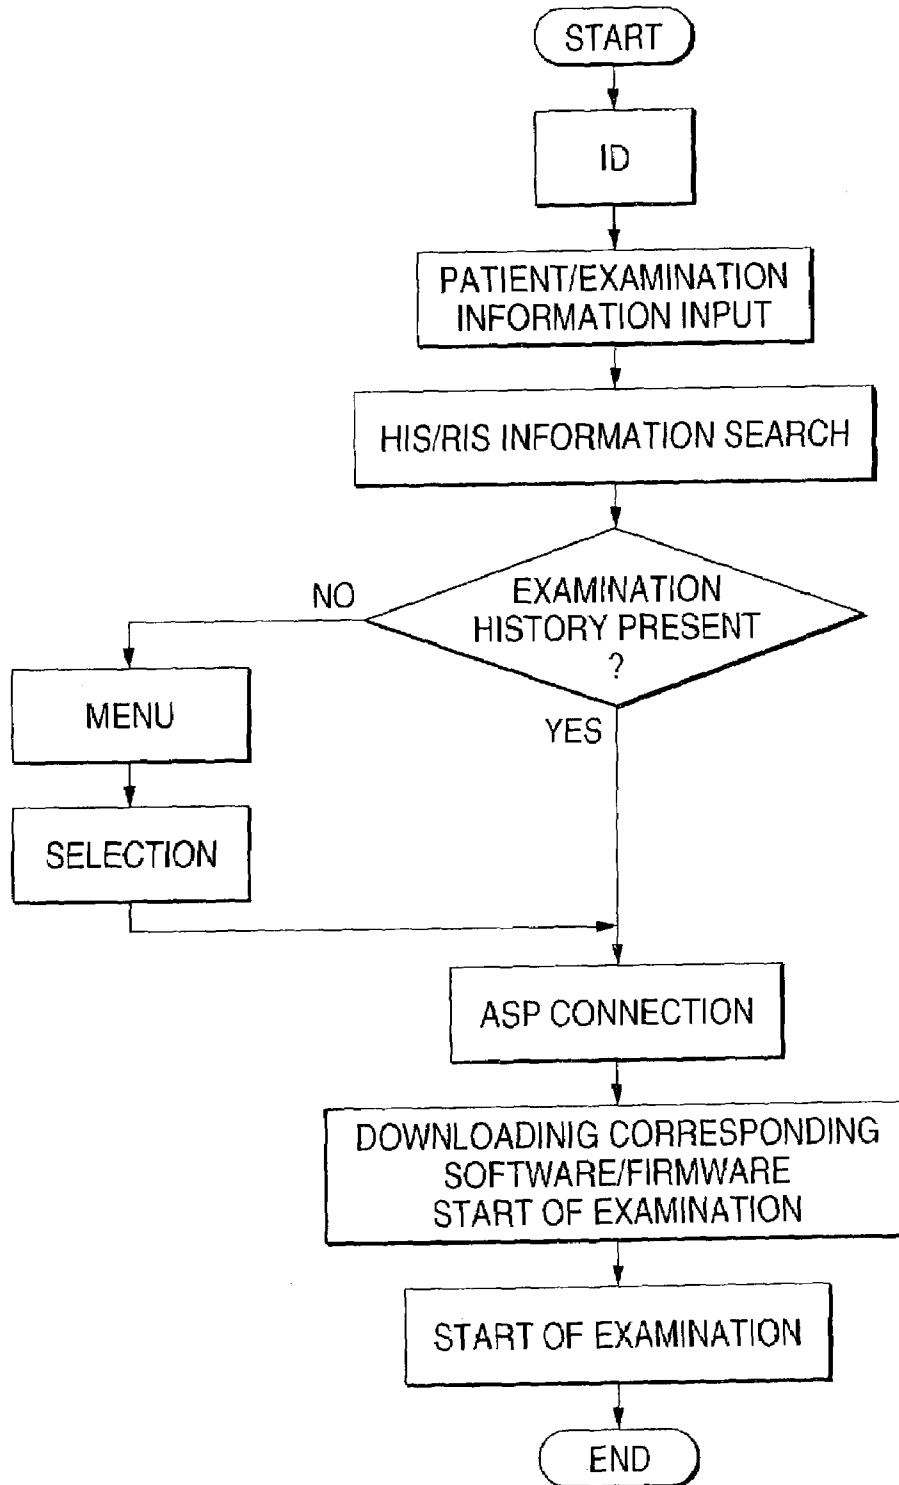 START
ID
PATIENT/EXAMINATION
INFORMATION INPUT
HIS/RIS INFORMATION SEARCH
EXAMINATION
HISTORY PRESENT
?
NO
YES
MENU
SELECTION
ASP CONNECTION
DOWNLOADINIG CORRESPONDING
SOFTWARE/FIRMWARE
START OF EXAMINATION
START OF EXAMINATION
END